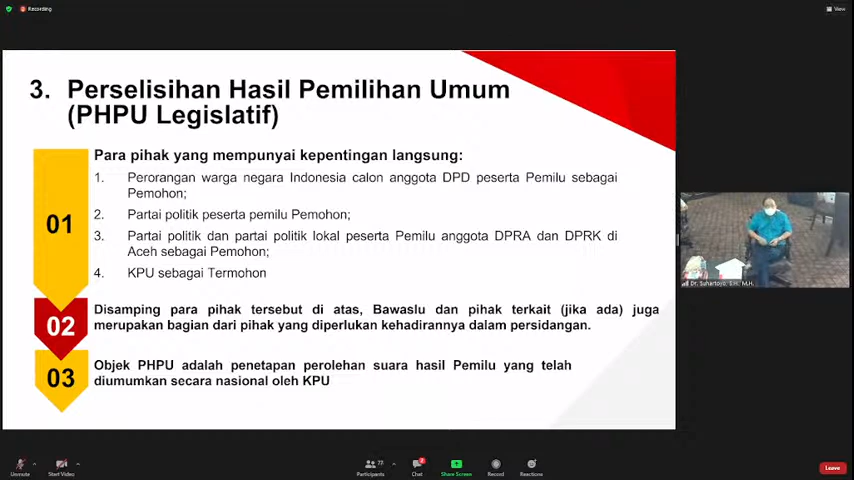 Recording
View
3. Perselisihan Hasil Pemilihan Umum
(PHPU Legislatif)
Para pihak yang mempunyai kepentingan langsung:
1. Perorangan warga negara Indonesia calon anggota DPD peserta Pemilu sebagai
Pemohon;
2. Partai politik peserta pemilu Pemohon;
3. Partai politik dan partai politik lokal peserta Pemilu anggota DPRA dan DPRK di
Aceh sebagai Pemohon;
4. KPU sebagai Termohon
01
Disamping para pihak tersebut di atas, Bawaslu dan pihak terkait (jika ada) juga
merupakan bagian dari pihak yang diperlukan kehadirannya dalam persidangan.
02
Objek PHPU adalah penetapan perolehan suara hasil Pemilu yang telah
diumumkan secara nasional oleh KPU
03
Dr. Suhartoyo, S.H., M.H.
Unmute
Start Video
77
Participants
2
Chat
Share Screen
Record
Reactions
Leave